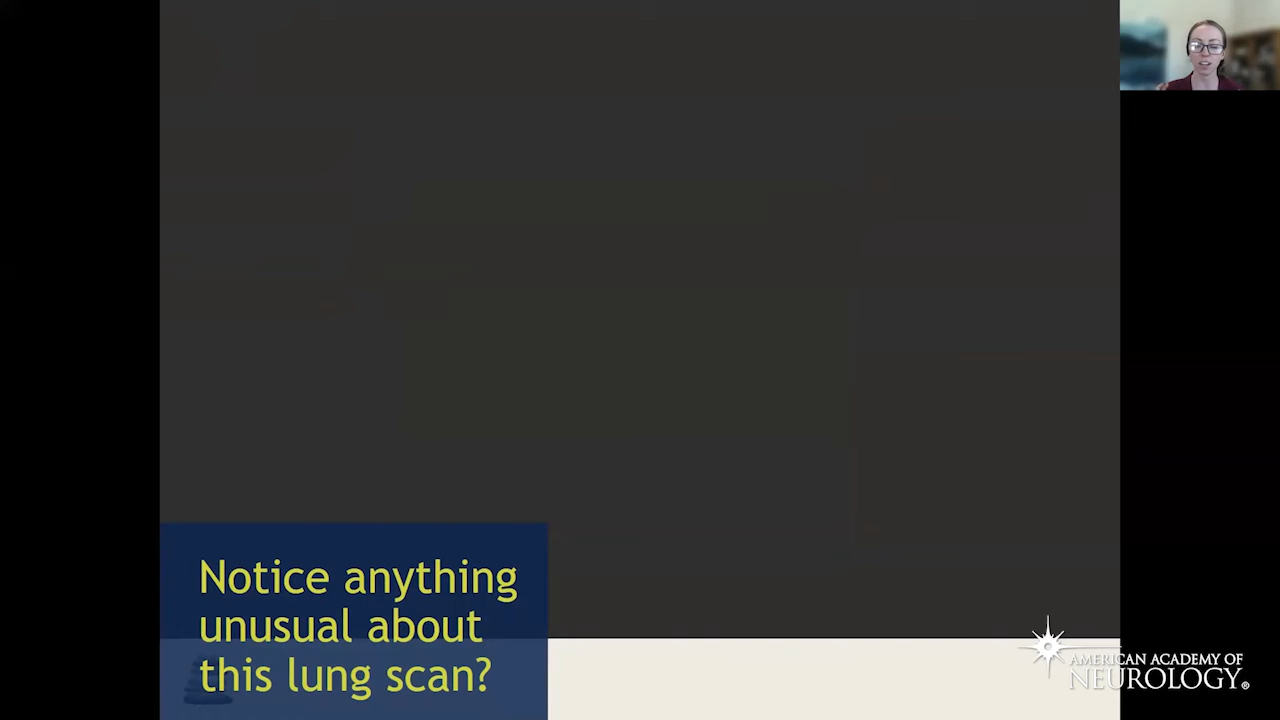 Notice anything
unusual about
this lung scan?
AMERICAN ACADEMY OF
NEUROLOGY®